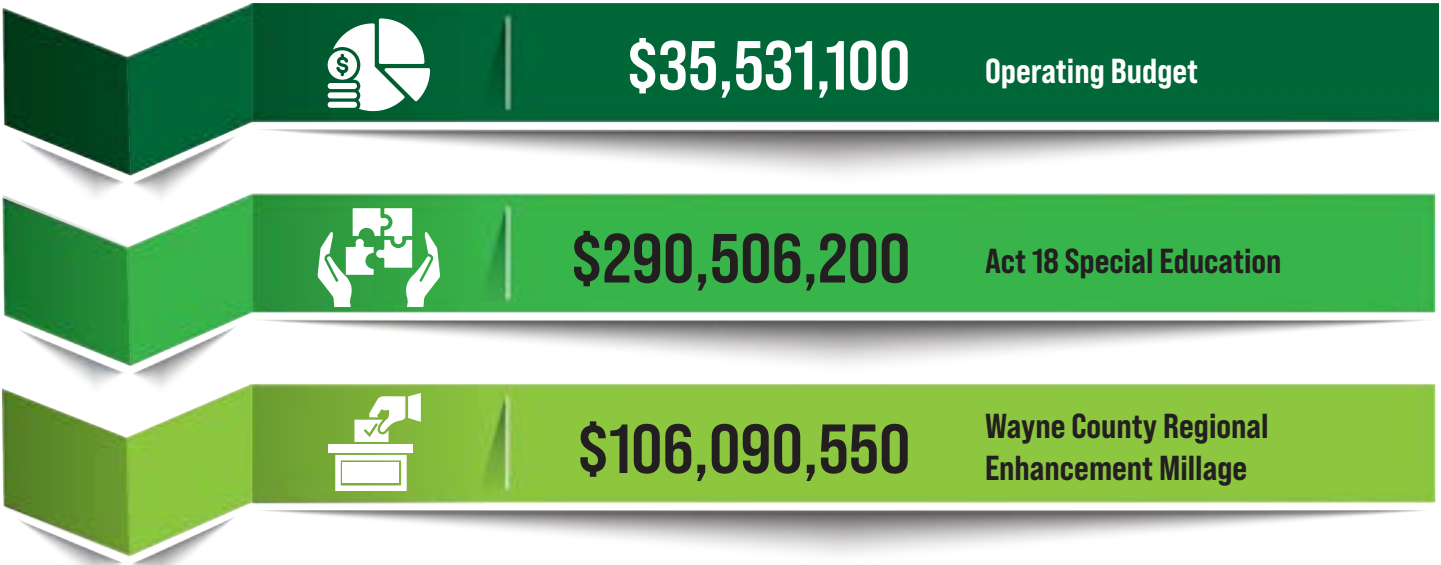 $
$35,531,100
Operating Budget
$290,506,200
Act 18 Special Education
$106,090,550
Wayne County Regional
Enhancement Millage